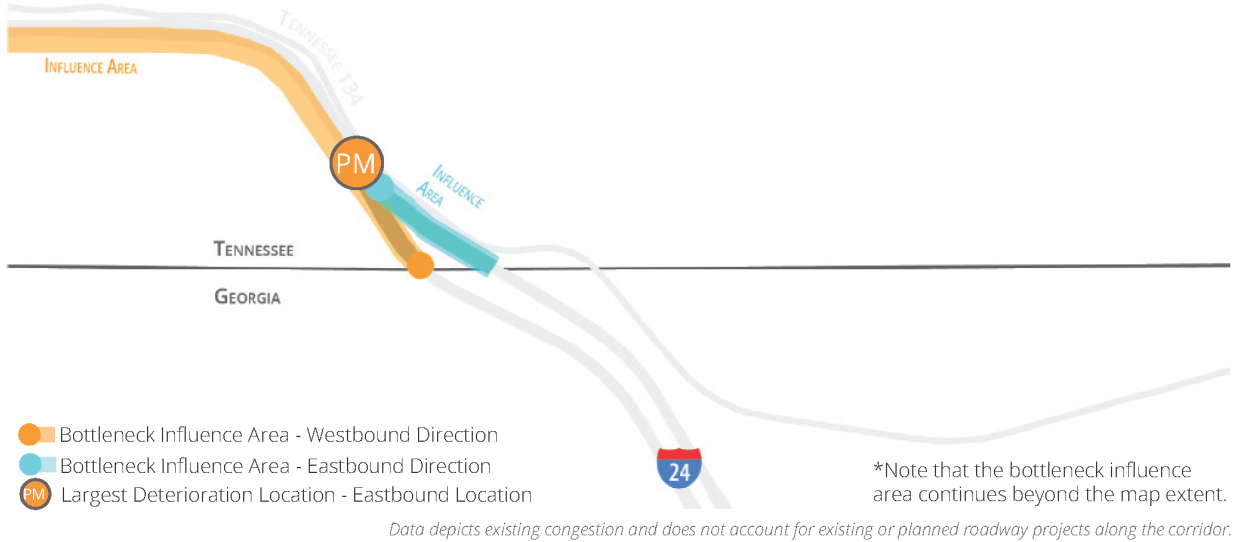 TENNESSEE 134
INFLUENCE AREA
PM
INFLUENCE
AREA
TENNESSEE
GEORGIA
Bottleneck Influence Area - Westbound Direction
Bottleneck Influence Area - Eastbound Direction
PM Largest Deterioration Location - Eastbound Location
24
*Note that the bottleneck influence
area continues beyond the map extent.
Data depicts existing congestion and does not account for existing or planned roadway projects along the corridor.